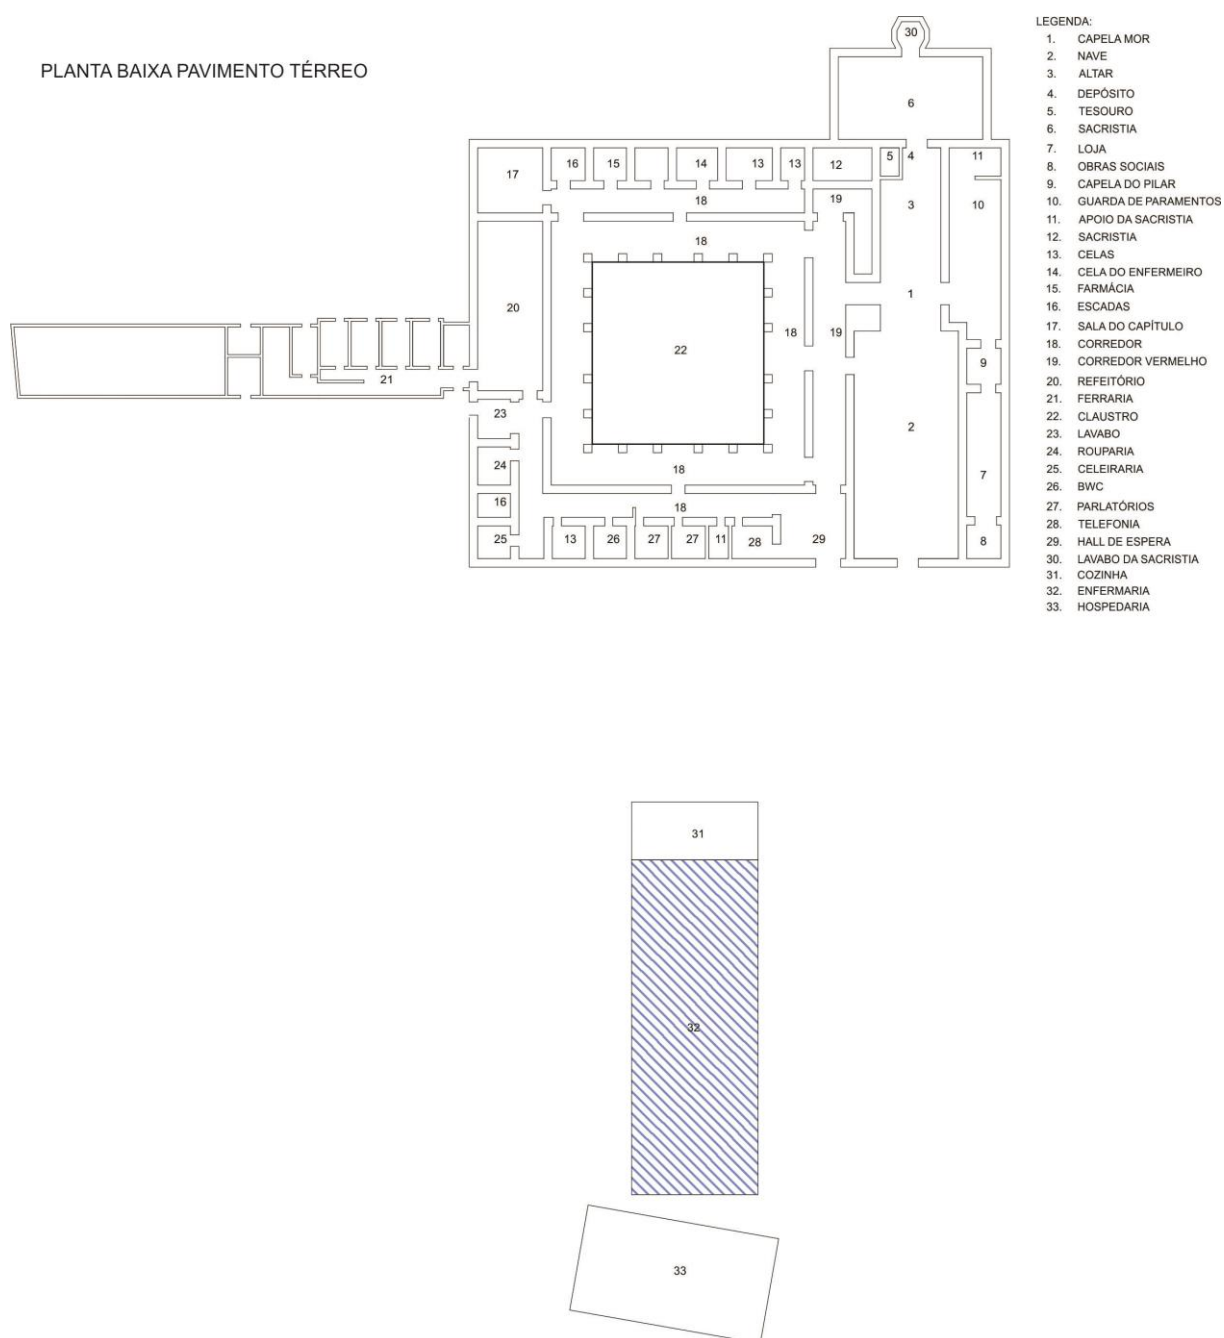 PLANTA BAIXA PAVIMENTO TÉRREO
LEGENDA:
1. CAPELA MOR
2. NAVE
3. ALTAR
4. DEPÓSITO
5. TESOURO
6. SACRISTIA
7. LOJA
8. OBRAS SOCIAIS
9. CAPELA DO PILAR
10. GUARDA DE PARAMENTOS
11. APOIO DA SACRISTIA
12. SACRISTIA
13. CELAS
14. CELA DO ENFERMEIRO
15. FARMÁCIA
16. ESCADAS
17. SALA DO CAPÍTULO
18. CORREDOR
19. CORREDOR VERMELHO
20. REFEITÓRIO
21. FERRARIA
22. CLAUSTRO
23. LAVABO
24. ROUPARIA
25. CELEIRARIA
26. BWC
27. PARLATÓRIOS
28. TELEFONIA
29. HALL DE ESPERA
30. LAVABO DA SACRISTIA
31. COZINHA
32. ENFERMARIA
33. HOSPEDARIA
30
6
17 16 15 14 13 13 12 5 4 11
18 19 3 10
18
1
20 18 19
22 9
21
23 2
24 18 7
16 18
25 13 26 27 27 11 28 29 8
31
32
33